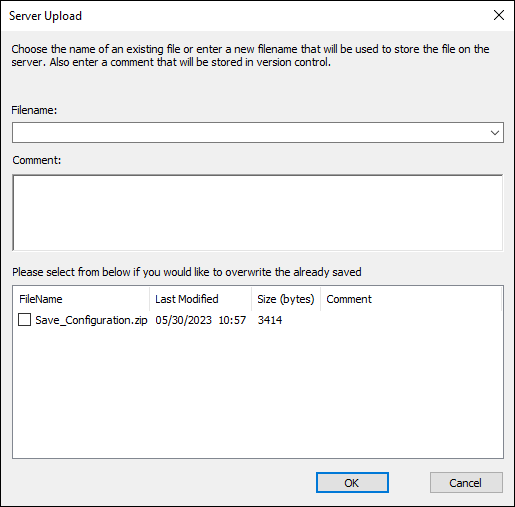 Server Upload
Choose the name of an existing file or enter a new filename that will be used to store the file on the
server. Also enter a comment that will be stored in version control.
Filename:
Comment:
Please select from below if you would like to overwrite the already saved
FileName Last Modified Size (bytes) Comment
Save_Configuration.zip 05/30/2023 10:57 3414
OK Cancel